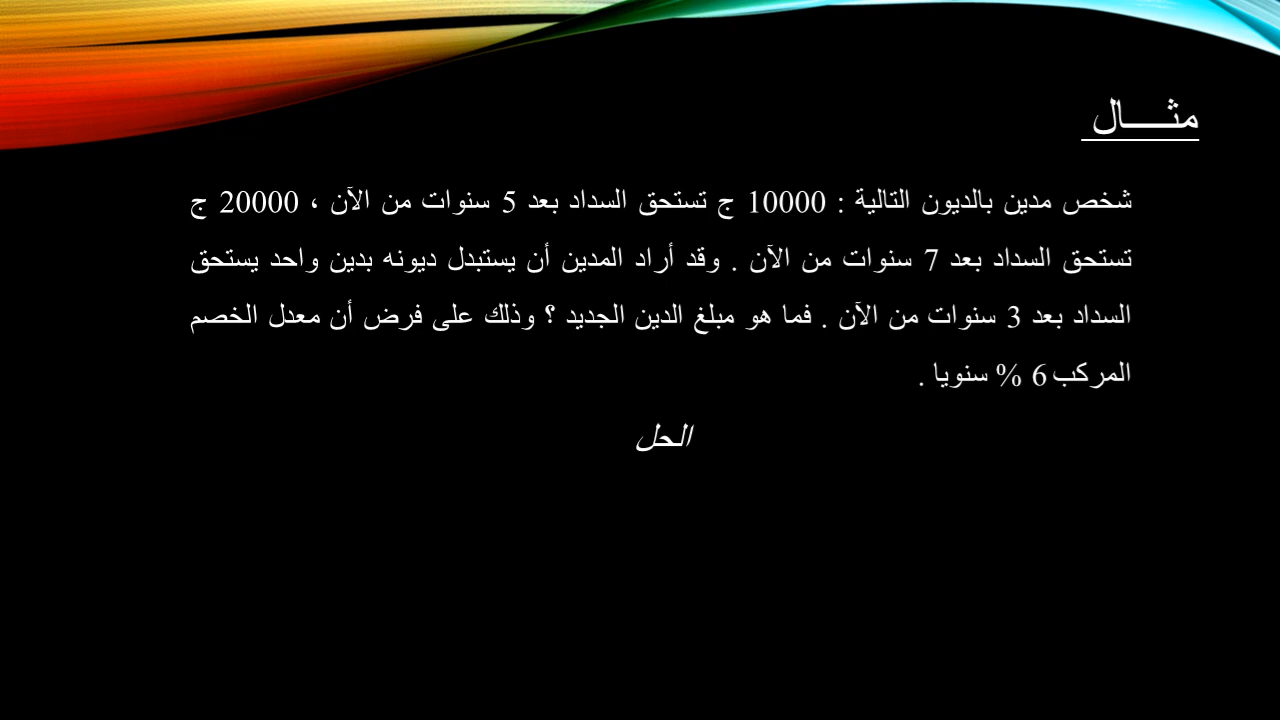 مثــــــال
شخص مدين بالديون التالية : 10000 ج تستحق السداد بعد 5 سنوات من الآن ، 20000 ج
تستحق السداد بعد 7 سنوات من الآن . وقد أراد المدين أن يستبدل ديونه بدين واحد يستحق
السداد بعد 3 سنوات من الآن . فما هو مبلغ الدين الجديد ؟ وذلك على فرض أن معدل الخصم
المركب 6 % سنويا .
الحل